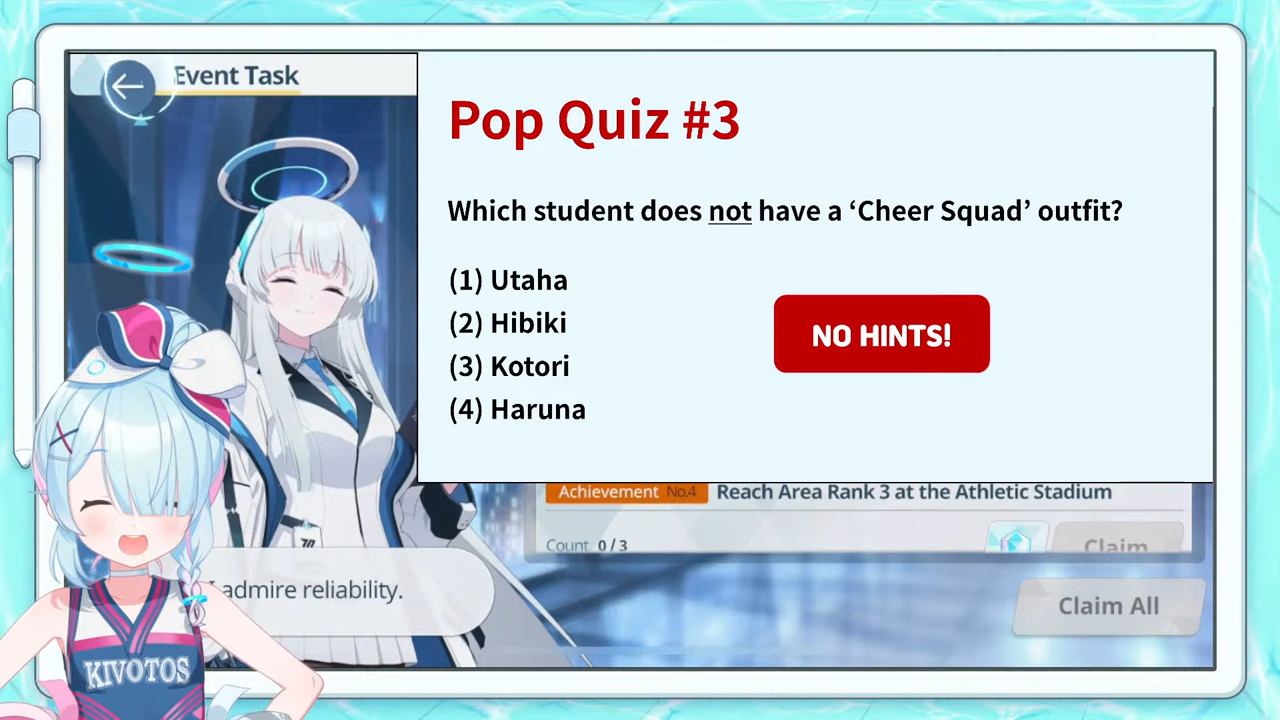 Event Task
Pop Quiz #3
Which student does not have a ‘Cheer Squad’ outfit?
(1) Utaha
(2) Hibiki
(3) Kotori
(4) Haruna
NO HINTS!
Achievement No.4 Reach Area Rank 3 at the Athletic Stadium
Count 0 / 3
Claim
admire reliability.
Claim All
KIVOTOS